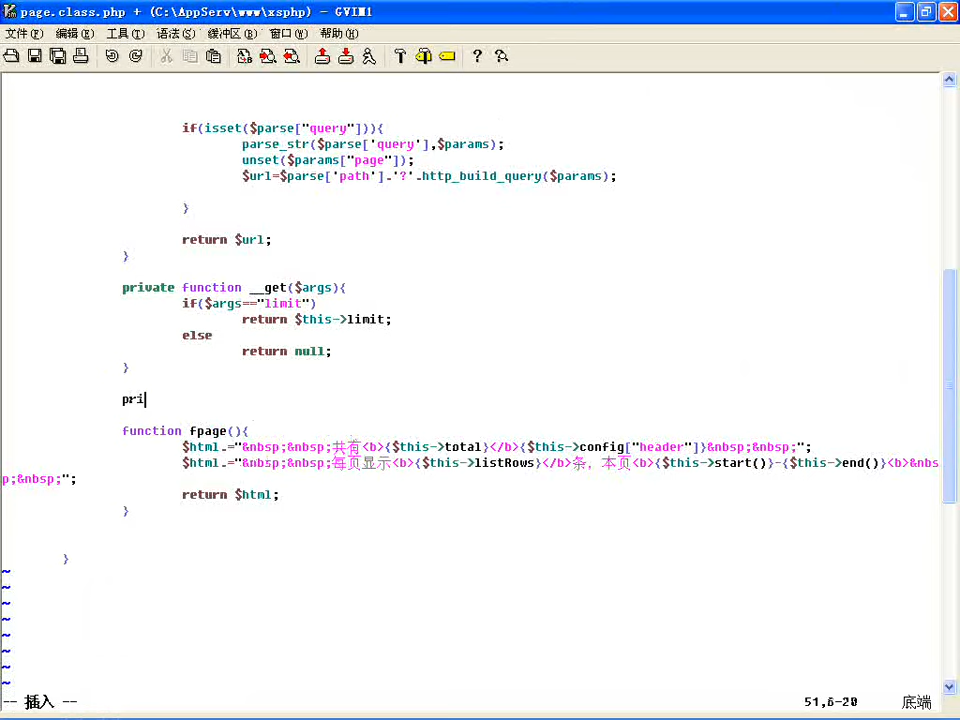 page.class.php + (C:\AppServ\www\xsphp) - GVIM1
文件(F) 编辑(E) 工具(T) 语法(S) 缓冲区(B) 窗口(W) 帮助(H)
if(isset($parse["query"])){
parse_str($parse['query'],$params);
unset($params["page"]);
$url=$parse['path'].'?'.http_build_query($params);
}
return $url;
}
private function __get($args){
if($args=="limit")
return $this->limit;
else
return null;
}
pri
function fpage(){
$html.="&nbsp;&nbsp;共有<b>{$this->total}</b>{$this->config["header"]}&nbsp;&nbsp;";
$html.="&nbsp;&nbsp;每页显示<b>{$this->listRows}</b>条，本页<b>{$this->start()}-{$this->end()}<b>&nbs
p;&nbsp;";
return $html;
}
}
~
~
~
~
~
~
~
~
-- 插入 -- 51,6-20 底端